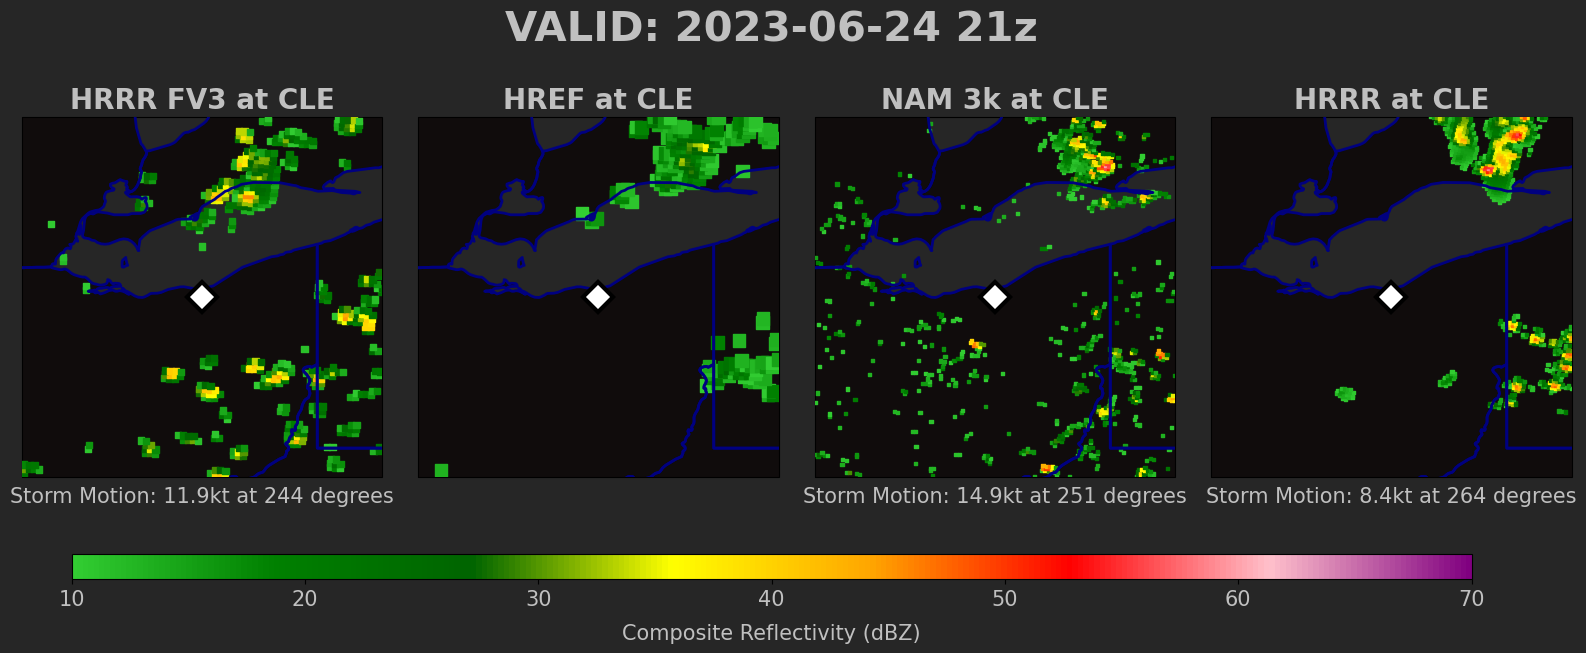 VALID: 2023-06-24 21z
HRRR FV3 at CLE
HREF at CLE
NAM 3k at CLE
HRRR at CLE
Storm Motion: 11.9kt at 244 degrees
Storm Motion: 14.9kt at 251 degrees
Storm Motion: 8.4kt at 264 degrees
10 20 30 40 50 60 70
Composite Reflectivity (dBZ)